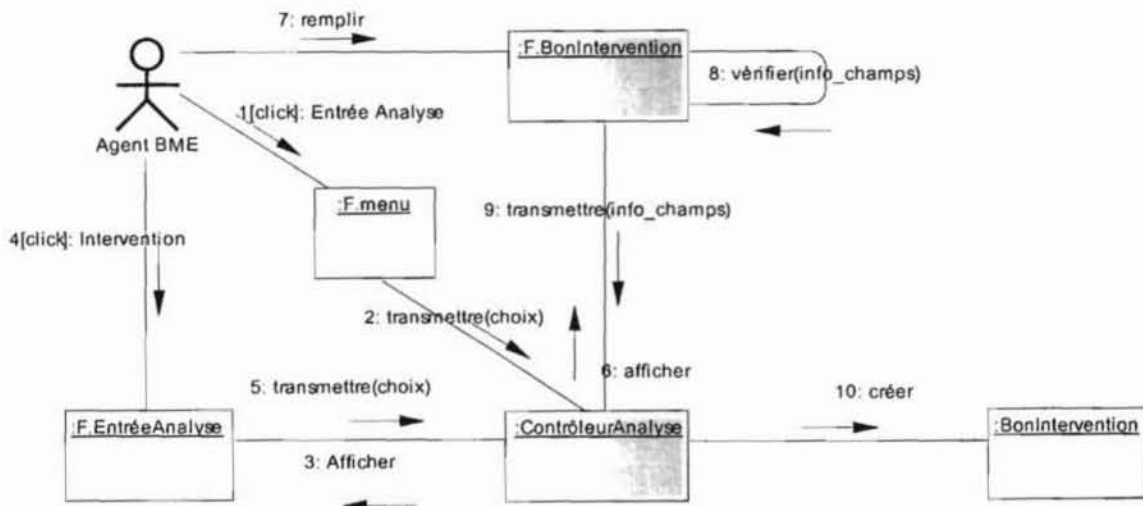 7: remplir
:F.BonIntervention
8: vérifier(info_champs)
1[click]: Entrée Analyse
Agent BME
:F.menu
9: transmettre(info_champs)
4[click]: Intervention
2: transmettre(choix)
6: afficher
5: transmettre(choix)
10: créer
:F.EntréeAnalyse
:ContrôleurAnalyse
:BonIntervention
3: Afficher